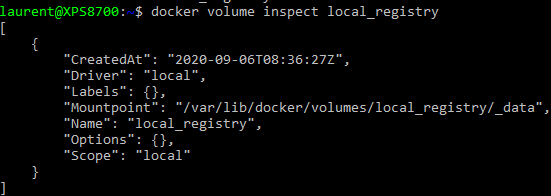 laurent@XPS8700:~$ docker volume inspect local_registry
[
    {
        "CreatedAt": "2020-09-06T08:36:27Z",
        "Driver": "local",
        "Labels": {},
        "Mountpoint": "/var/lib/docker/volumes/local_registry/_data",
        "Name": "local_registry",
        "Options": {},
        "Scope": "local"
    }
]